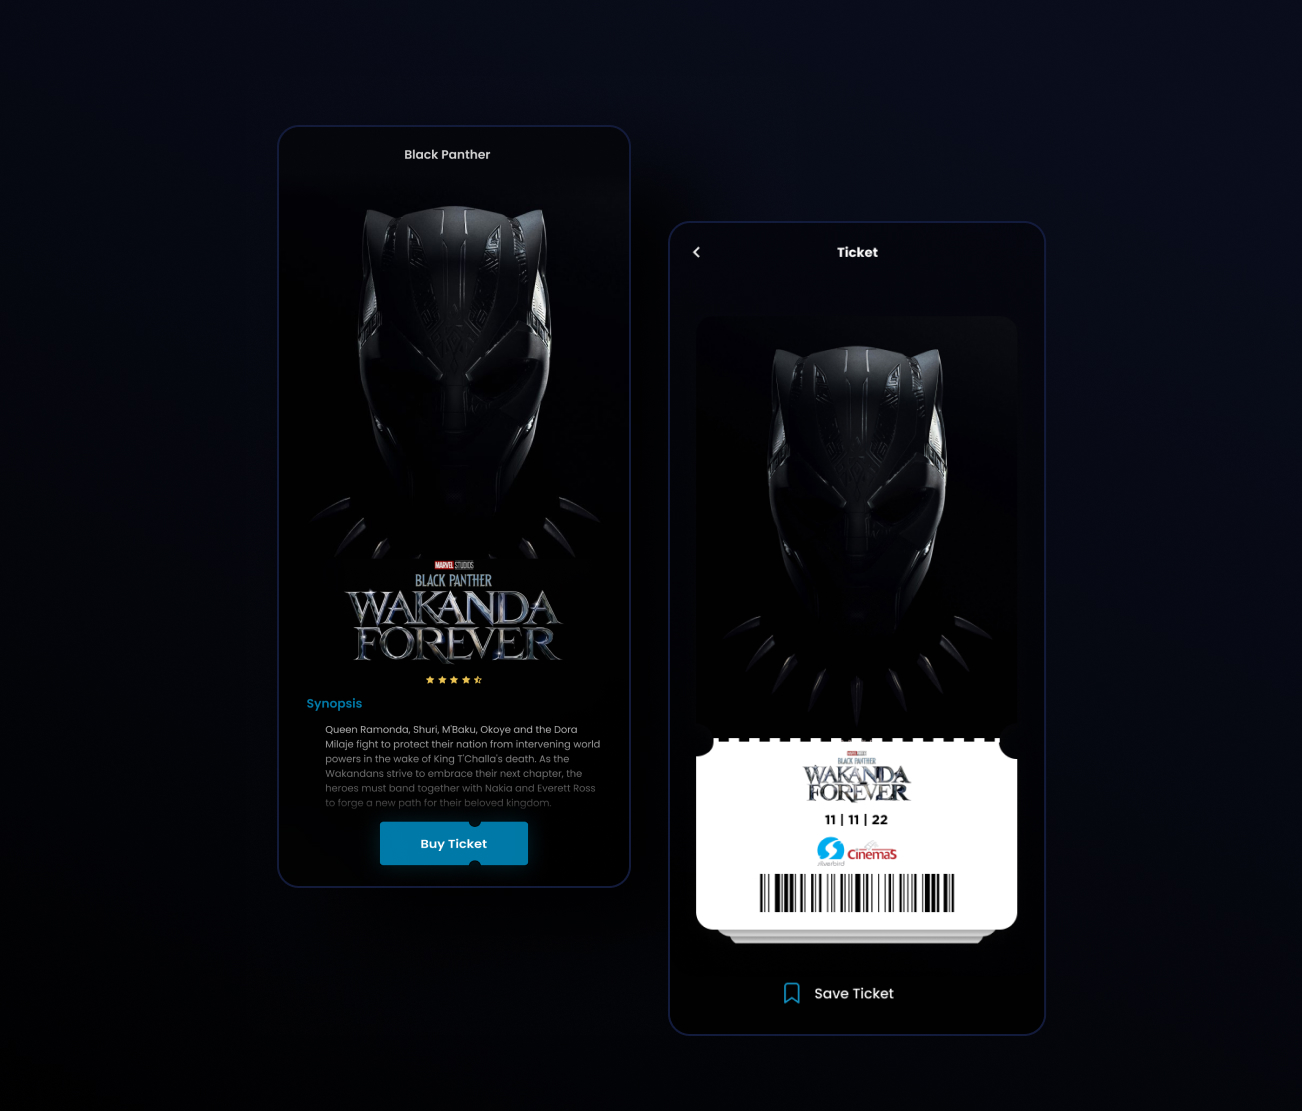 Black Panther
MARVEL STUDIOS
BLACK PANTHER
WAKANDA
FOREVER
Synopsis
Queen Ramonda, Shuri, M'Baku, Okoye and the Dora
Milaje fight to protect their nation from intervening world
powers in the wake of King T'Challa's death. As the
Wakandans strive to embrace their next chapter, the
heroes must band together with Nakia and Everett Ross
to forge a new path for their beloved kingdom.
Buy Ticket
Ticket
MARVEL STUDIOS
BLACK PANTHER
WAKANDA
FOREVER
11 | 11 | 22
silverbird
cinemas
Save Ticket